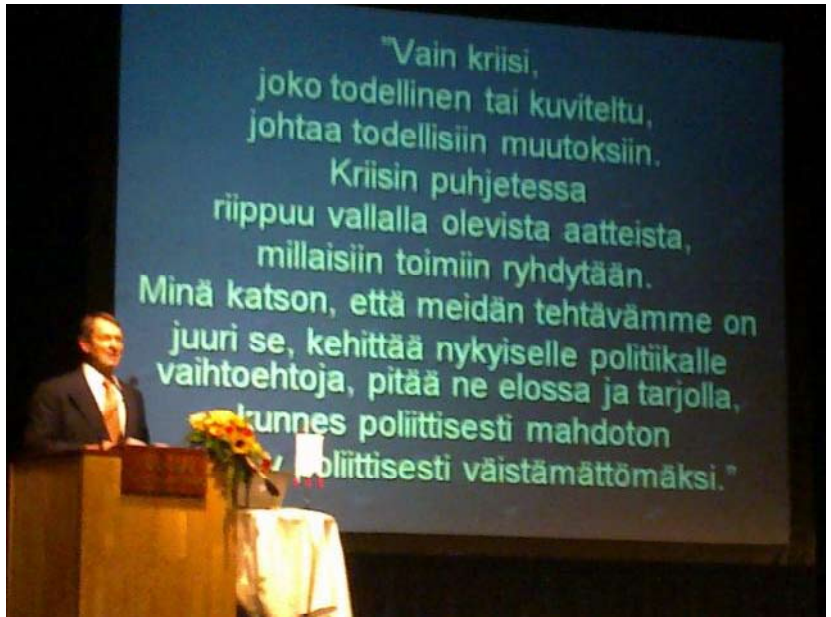 "Vain kriisi,
joko todellinen tai kuviteltu,
johtaa todellisiin muutoksiin.
Kriisin puhjetessa
riippuu vallalla olevista aatteista,
millaisiin toimiin ryhdytään.
Minä katson, että meidän tehtävämme on
juuri se, kehittää nykyiselle politiikalle
vaihtoehtoja, pitää ne elossa ja tarjolla,
kunnes poliittisesti mahdoton
poliittisesti väistämättömäksi."